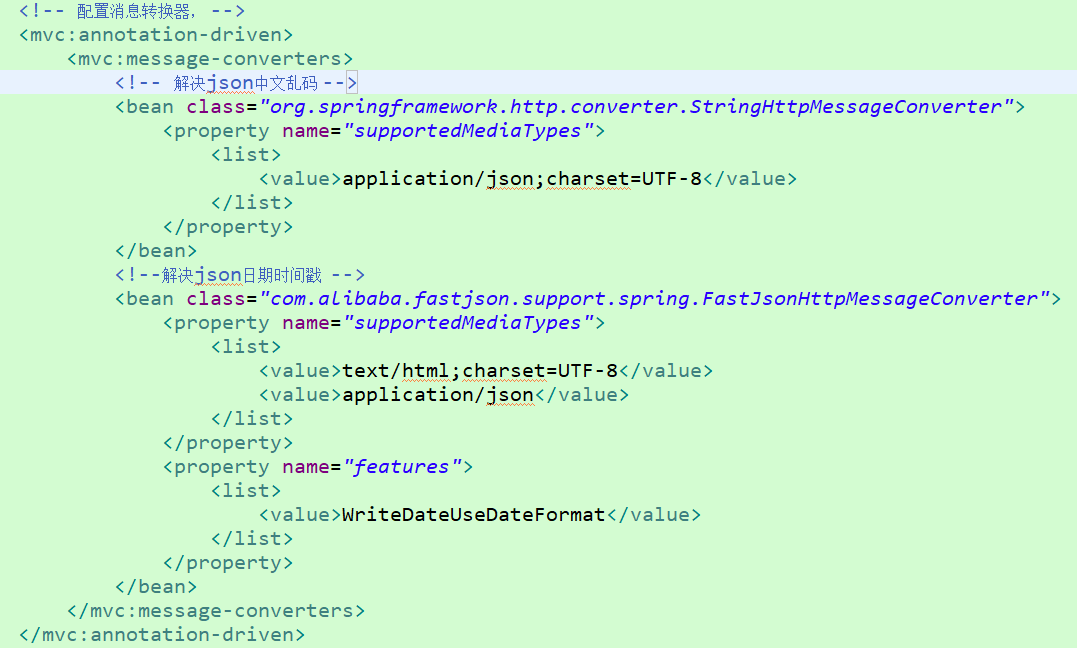 <!-- 配置消息转换器， -->
<mvc:annotation-driven>
    <mvc:message-converters>
        <!-- 解决json中文乱码 -->
        <bean class="org.springframework.http.converter.StringHttpMessageConverter">
            <property name="supportedMediaTypes">
                <list>
                    <value>application/json;charset=UTF-8</value>
                </list>
            </property>
        </bean>
        <!--解决json日期时间戳 -->
        <bean class="com.alibaba.fastjson.support.spring.FastJsonHttpMessageConverter">
            <property name="supportedMediaTypes">
                <list>
                    <value>text/html;charset=UTF-8</value>
                    <value>application/json</value>
                </list>
            </property>
            <property name="features">
                <list>
                    <value>WriteDateUseDateFormat</value>
                </list>
            </property>
        </bean>
    </mvc:message-converters>
</mvc:annotation-driven>